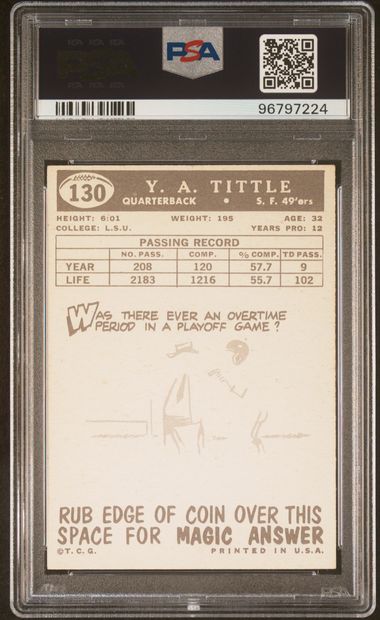 PSA
96797224
130
Y. A. TITTLE
QUARTERBACK • S. F. 49'ers
HEIGHT: 6:01 WEIGHT: 195 AGE: 32
COLLEGE: L.S.U. YEARS PRO: 12
PASSING RECORD
NO. PASS. COMP. % COMP. TD PASS.
YEAR 208 120 57.7 9
LIFE 2183 1216 55.7 102
WAS THERE EVER AN OVERTIME
PERIOD IN A PLAYOFF GAME?
RUB EDGE OF COIN OVER THIS
SPACE FOR MAGIC ANSWER
©T.C.G. PRINTED IN U.S.A.
PSA